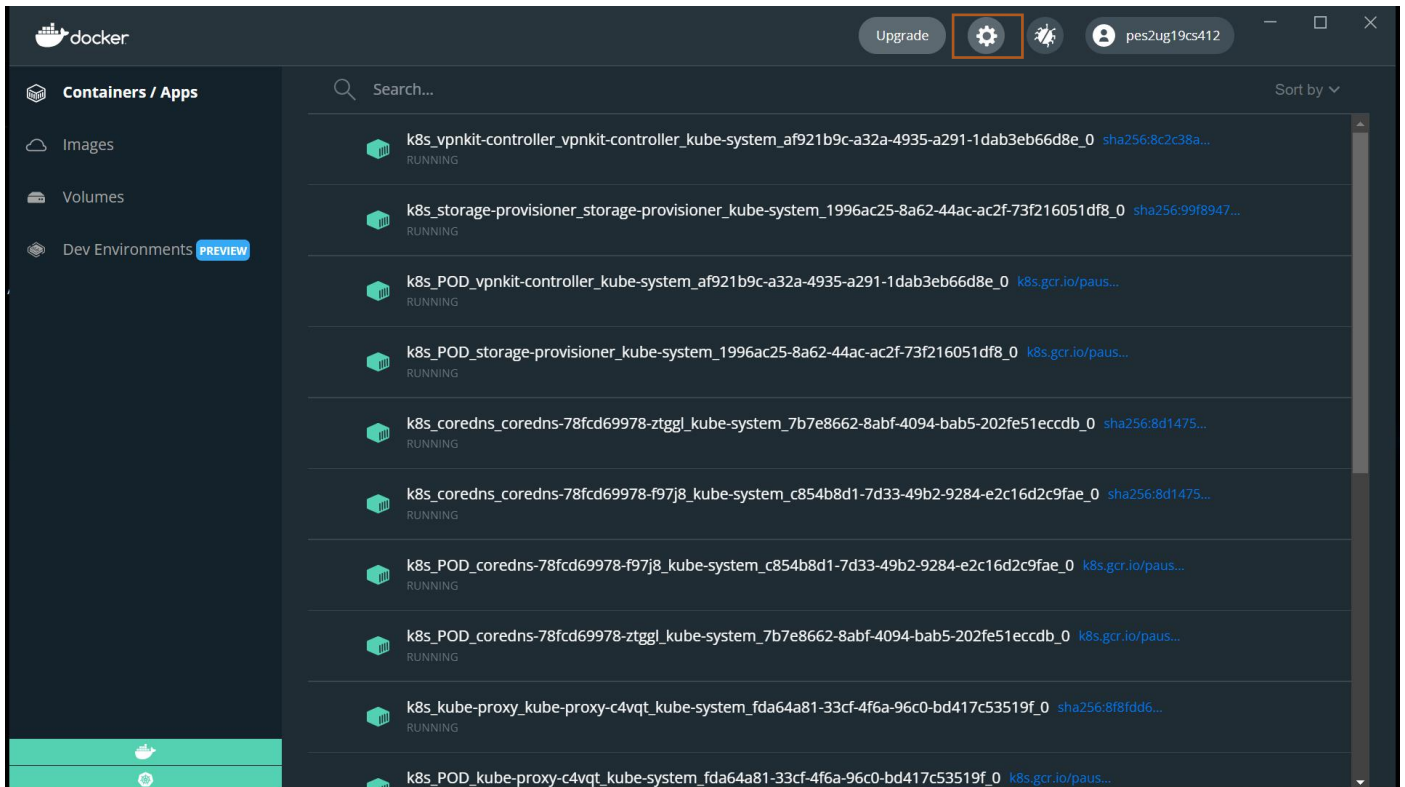 docker
Upgrade
pes2ug19cs412
Containers / Apps
Images
Volumes
Dev Environments PREVIEW
Search...
Sort by
k8s_vpnkit-controller_vpnkit-controller_kube-system_af921b9c-a32a-4935-a291-1dab3eb66d8e_0 sha256:8c2c38a...
RUNNING
k8s_storage-provisioner_storage-provisioner_kube-system_1996ac25-8a62-44ac-ac2f-73f216051df8_0 sha256:99f8947...
RUNNING
k8s_POD_vpnkit-controller_kube-system_af921b9c-a32a-4935-a291-1dab3eb66d8e_0 k8s.gcr.io/paus...
RUNNING
k8s_POD_storage-provisioner_kube-system_1996ac25-8a62-44ac-ac2f-73f216051df8_0 k8s.gcr.io/paus...
RUNNING
k8s_coredns_coredns-78fcd69978-ztggl_kube-system_7b7e8662-8abf-4094-bab5-202fe51eccdb_0 sha256:8d1475...
RUNNING
k8s_coredns_coredns-78fcd69978-f97j8_kube-system_c854b8d1-7d33-49b2-9284-e2c16d2c9fae_0 sha256:8d1475...
RUNNING
k8s_POD_coredns-78fcd69978-f97j8_kube-system_c854b8d1-7d33-49b2-9284-e2c16d2c9fae_0 k8s.gcr.io/paus...
RUNNING
k8s_POD_coredns-78fcd69978-ztggl_kube-system_7b7e8662-8abf-4094-bab5-202fe51eccdb_0 k8s.gcr.io/paus...
RUNNING
k8s_kube-proxy_kube-proxy-c4vqt_kube-system_fda64a81-33cf-4f6a-96c0-bd417c53519f_0 sha256:8f8fdd6...
RUNNING
k8s_POD_kube-proxy-c4vqt_kube-system_fda64a81-33cf-4f6a-96c0-bd417c53519f_0 k8s.gcr.io/paus...